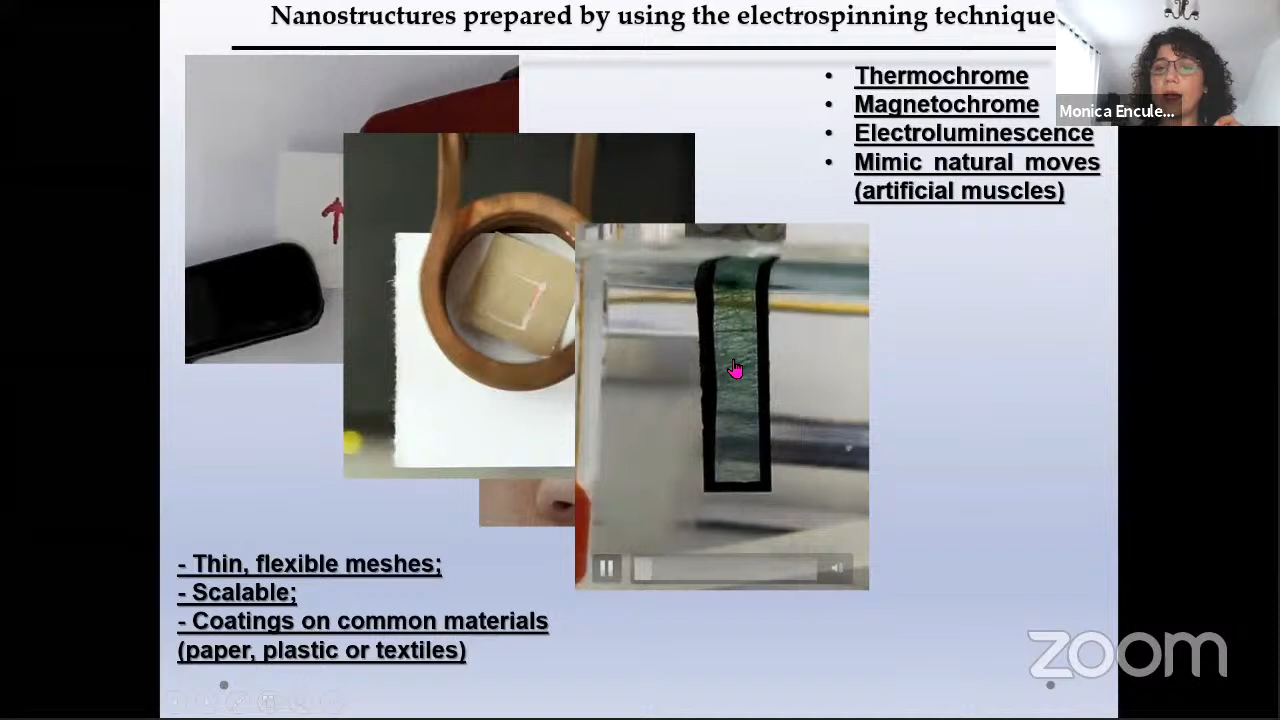 Nanostructures prepared by using the electrospinning technique
• Thermochrome
• Magnetochrome
• Electroluminescence
• Mimic natural moves
(artificial muscles)
Monica Encule...
- Thin, flexible meshes;
- Scalable;
- Coatings on common materials
(paper, plastic or textiles)
zoom